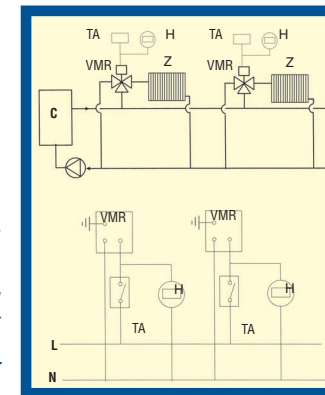 TA H TA H
VMR Z VMR Z
C
VMR VMR
H H
TA TA
L
N